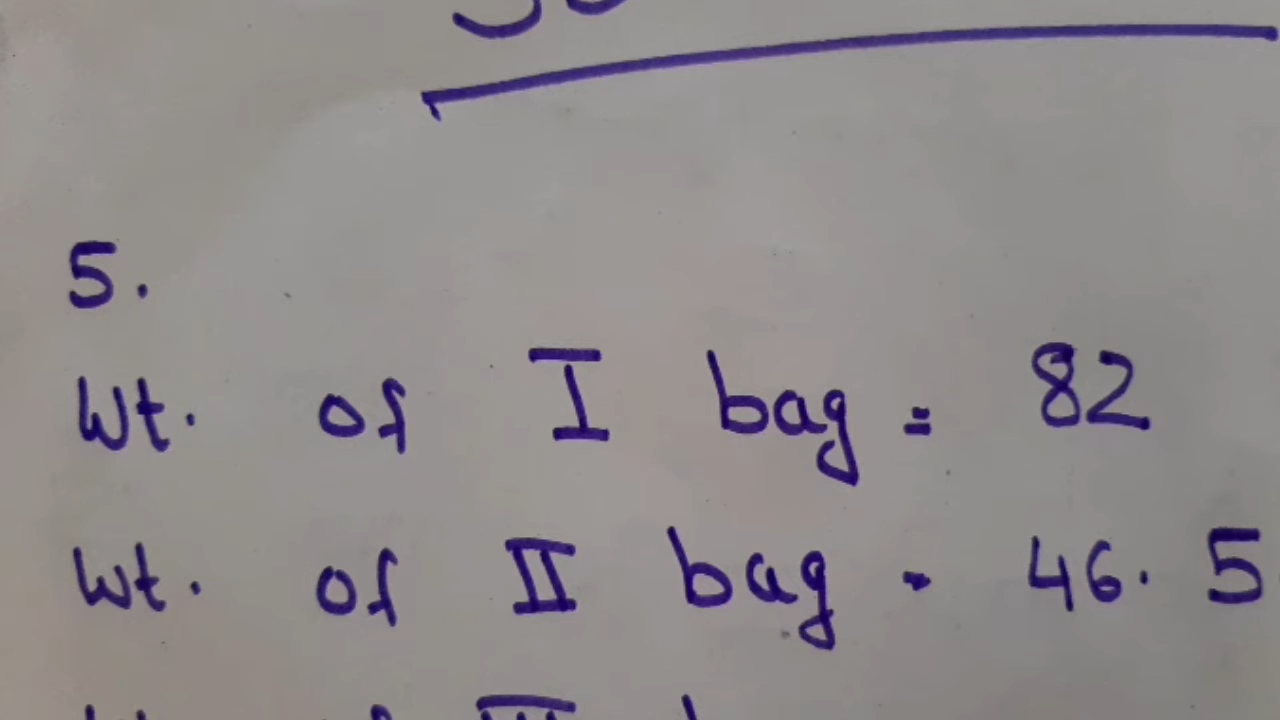 5.
Wt. of I bag = 82
Wt. of II bag = 46. 5